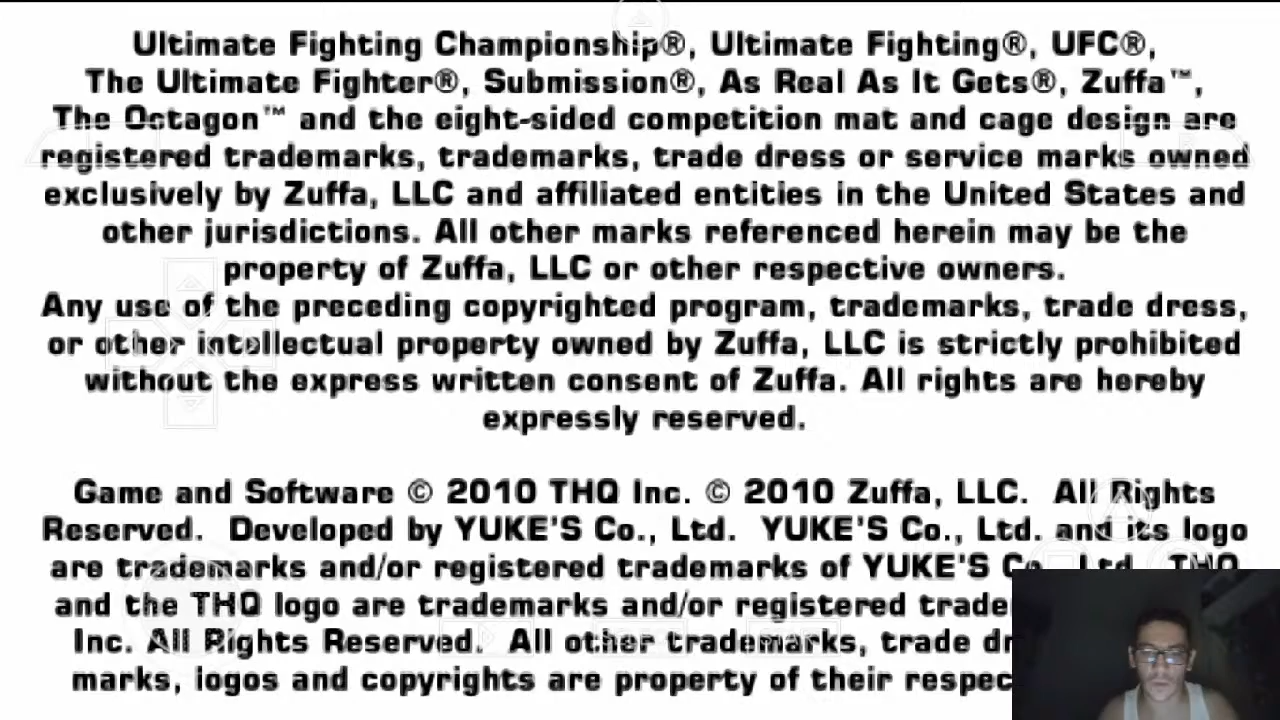 Ultimate Fighting Championship®, Ultimate Fighting®, UFC®,
The Ultimate Fighter®, Submission®, As Real As It Gets®, Zuffa™,
The Octagon™ and the eight-sided competition mat and cage design are
registered trademarks, trademarks, trade dress or service marks owned
exclusively by Zuffa, LLC and affiliated entities in the United States and
other jurisdictions. All other marks referenced herein may be the
property of Zuffa, LLC or other respective owners.
Any use of the preceding copyrighted program, trademarks, trade dress,
or other intellectual property owned by Zuffa, LLC is strictly prohibited
without the express written consent of Zuffa. All rights are hereby
expressly reserved.
Game and Software © 2010 THQ Inc. © 2010 Zuffa, LLC. All Rights
Reserved. Developed by YUKE'S Co., Ltd. YUKE'S Co., Ltd. and its logo
are trademarks and/or registered trademarks of YUKE'S Co., Ltd. THQ
and the THQ logo are trademarks and/or registered
Inc. All Rights Reserved. All other trademarks, trade
marks, logos and copyrights are property of their